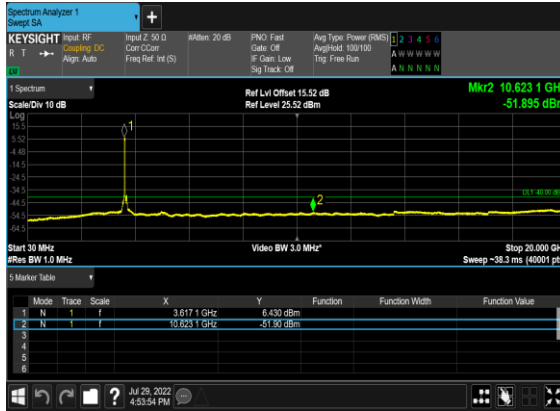 Spectrum Analyzer 1
Swept SA
+
KEYSIGHT
R T
LU
Input: RF
Coupling: DC
Align: Auto
Input Z: 50 Ω
Corr CCorr
Freq Ref: Int (S)
#Atten: 20 dB
PNO: Fast
Gate: Off
IF Gain: Low
Sig Track: Off
Avg Type: Power (RMS)
Avg|Hold: 100/100
Trig: Free Run
1 2 3 4 5 6
A W W W W W
A N N N N N
1 Spectrum
Scale/Div 10 dB
Ref Lvl Offset 15.52 dB
Ref Level 25.52 dBm
Mkr2 10.623 1 GH
-51.895 dB
Log
15.5
5.52
-4.48
-14.5
-24.5
-34.5
-44.5
-54.5
-64.5
1
2
Start 30 MHz
#Res BW 1.0 MHz
Video BW 3.0 MHz*
Stop 20.000 GH
Sweep ~38.3 ms (40001 pt
5 Marker Table
Mode Trace Scale X Y Function Function Width Function Value
1 N 1 f 3.617 1 GHz 6.430 dBm
2 N 1 f 10.623 1 GHz -51.90 dBm
3
4
5
6
?
Jul 29, 2022
4:53:54 PM